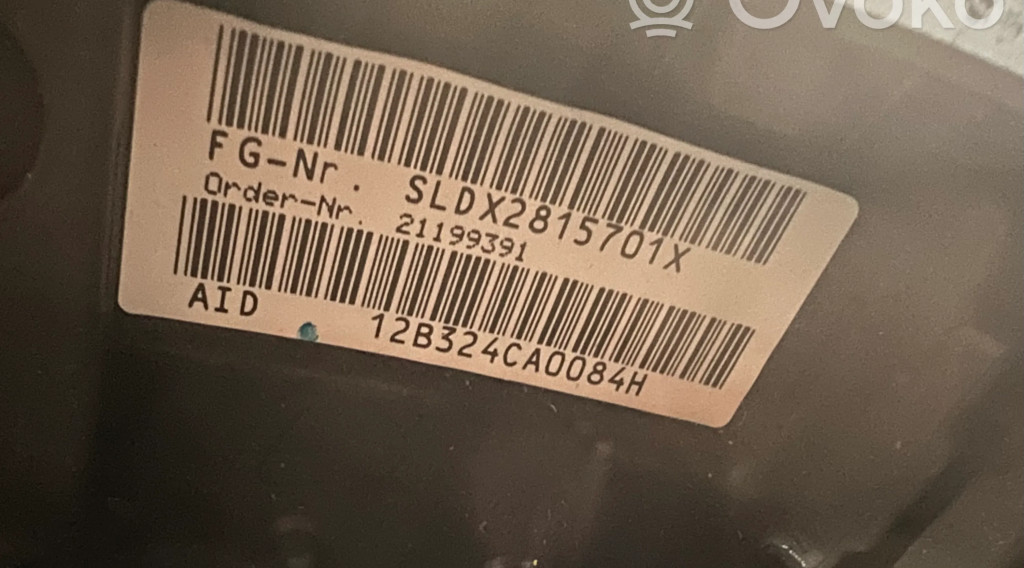 OVOKO
FG-Nr. SLDX2815701X
Order-Nr. 21199391
AID 12B324CA0084H